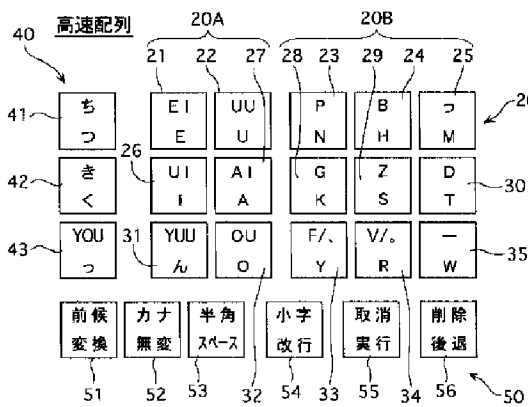 高速配列
20A
20B
40
21
22
27
28
23
29
24
25
20
41
ち
つ
EI
E
UU
U
P
N
B
H
っ
M
42
き
く
26
UI
I
AI
A
G
K
Z
S
D
T
30
43
YOU
っ
31
YUU
ん
OU
O
F/、
Y
V/。
R
ー
W
35
前候
変換
カナ
無変
半角
スペース
小字
改行
取消
実行
削除
後退
51
52
53
32
54
33
55
34
56
50